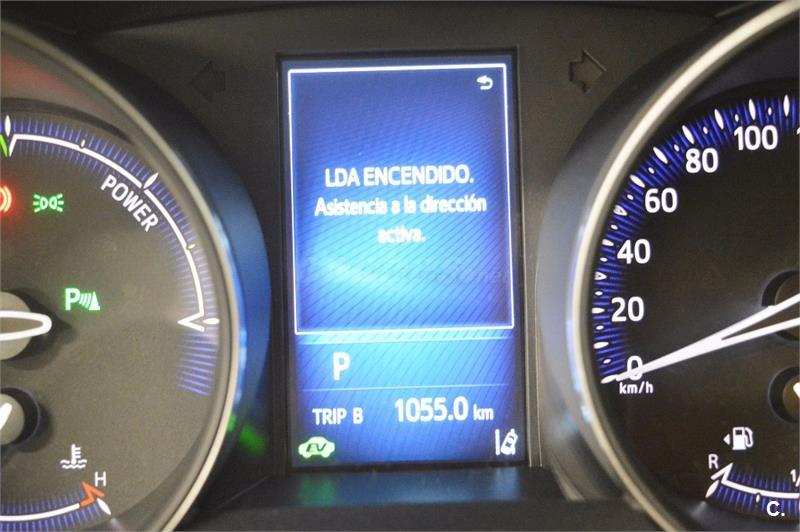 LDA ENCENDIDO.
Asistencia a la dirección
activa.
P
TRIP B 1055.0 km
EV
POWER
P
H
100
80
60
40
20
0
km/h
R
1/
C.